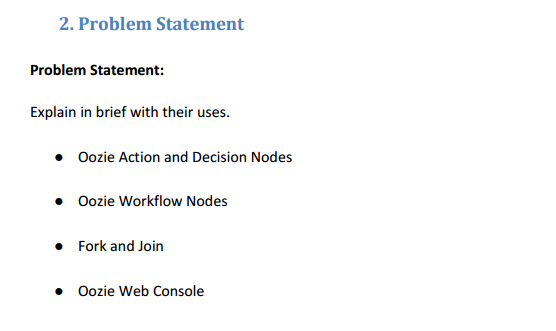 2. Problem Statement
Problem Statement:
Explain in brief with their uses.
● Oozie Action and Decision Nodes
● Oozie Workflow Nodes
● Fork and Join
● Oozie Web Console